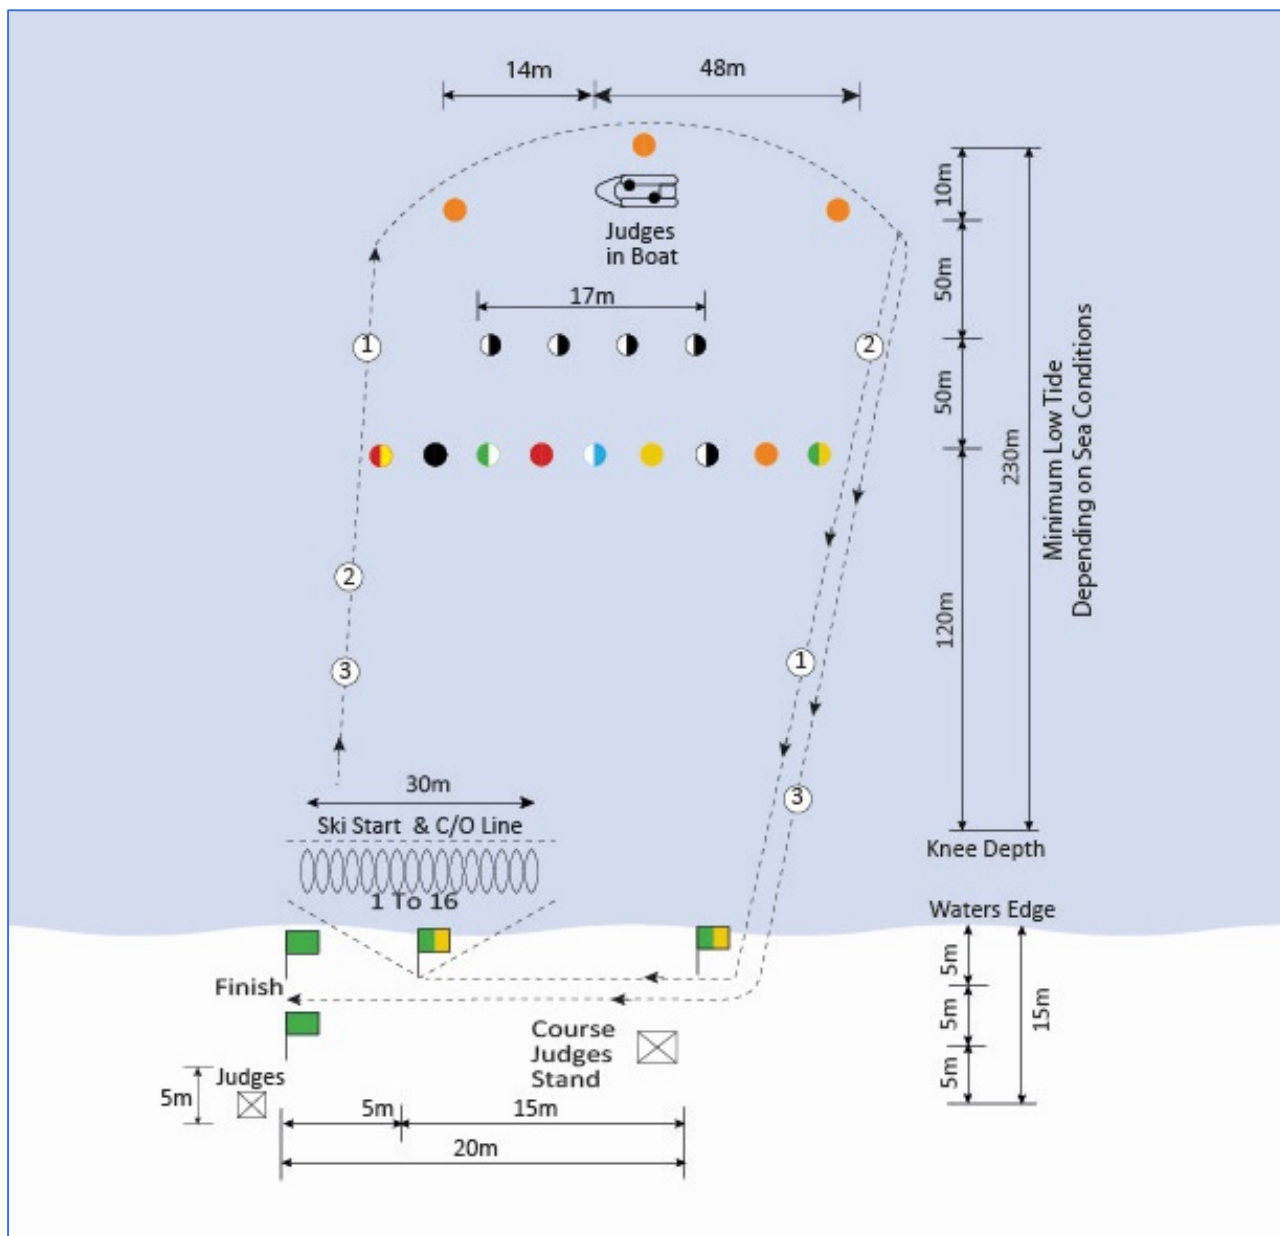 14m
48m
10m
Judges
in Boat
50m
17m
1
2
50m
Minimum Low Tide
Depending on Sea Conditions
230m
2
120m
3
1
30m
3
Ski Start & C/O Line
Knee Depth
1 To 16
Waters Edge
5m
Finish
5m
15m
Course
Judges
Stand
5m
Judges
5m
5m
15m
20m